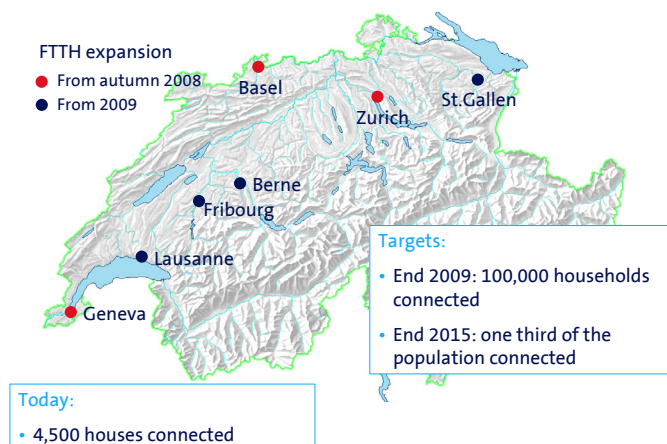 FTTH expansion
• From autumn 2008
• From 2009
Basel
Zurich
St.Gallen
Berne
Fribourg
Lausanne
Geneva
Targets:
• End 2009: 100,000 households
connected
• End 2015: one third of the
population connected
Today:
• 4,500 houses connected